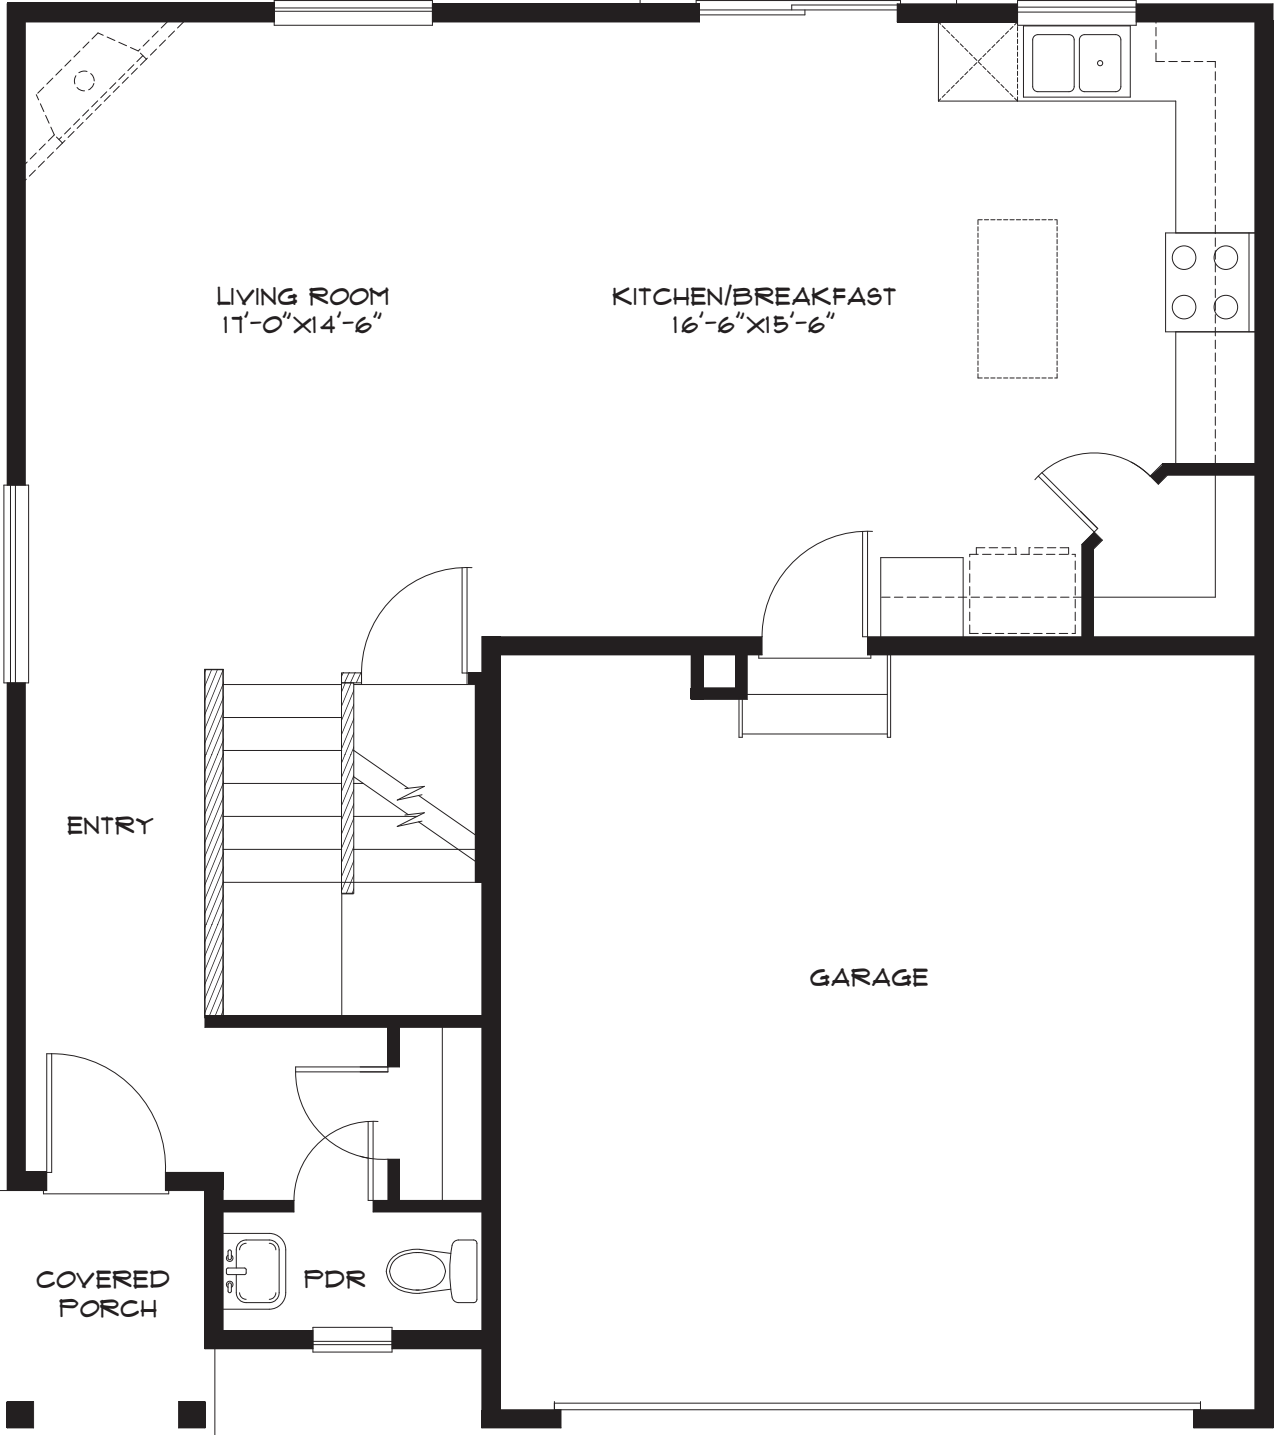 LIVING ROOM
17'-0"X14'-6"
KITCHEN/BREAKFAST
16'-6"X15'-6"
ENTRY
GARAGE
COVERED
PORCH
PDR